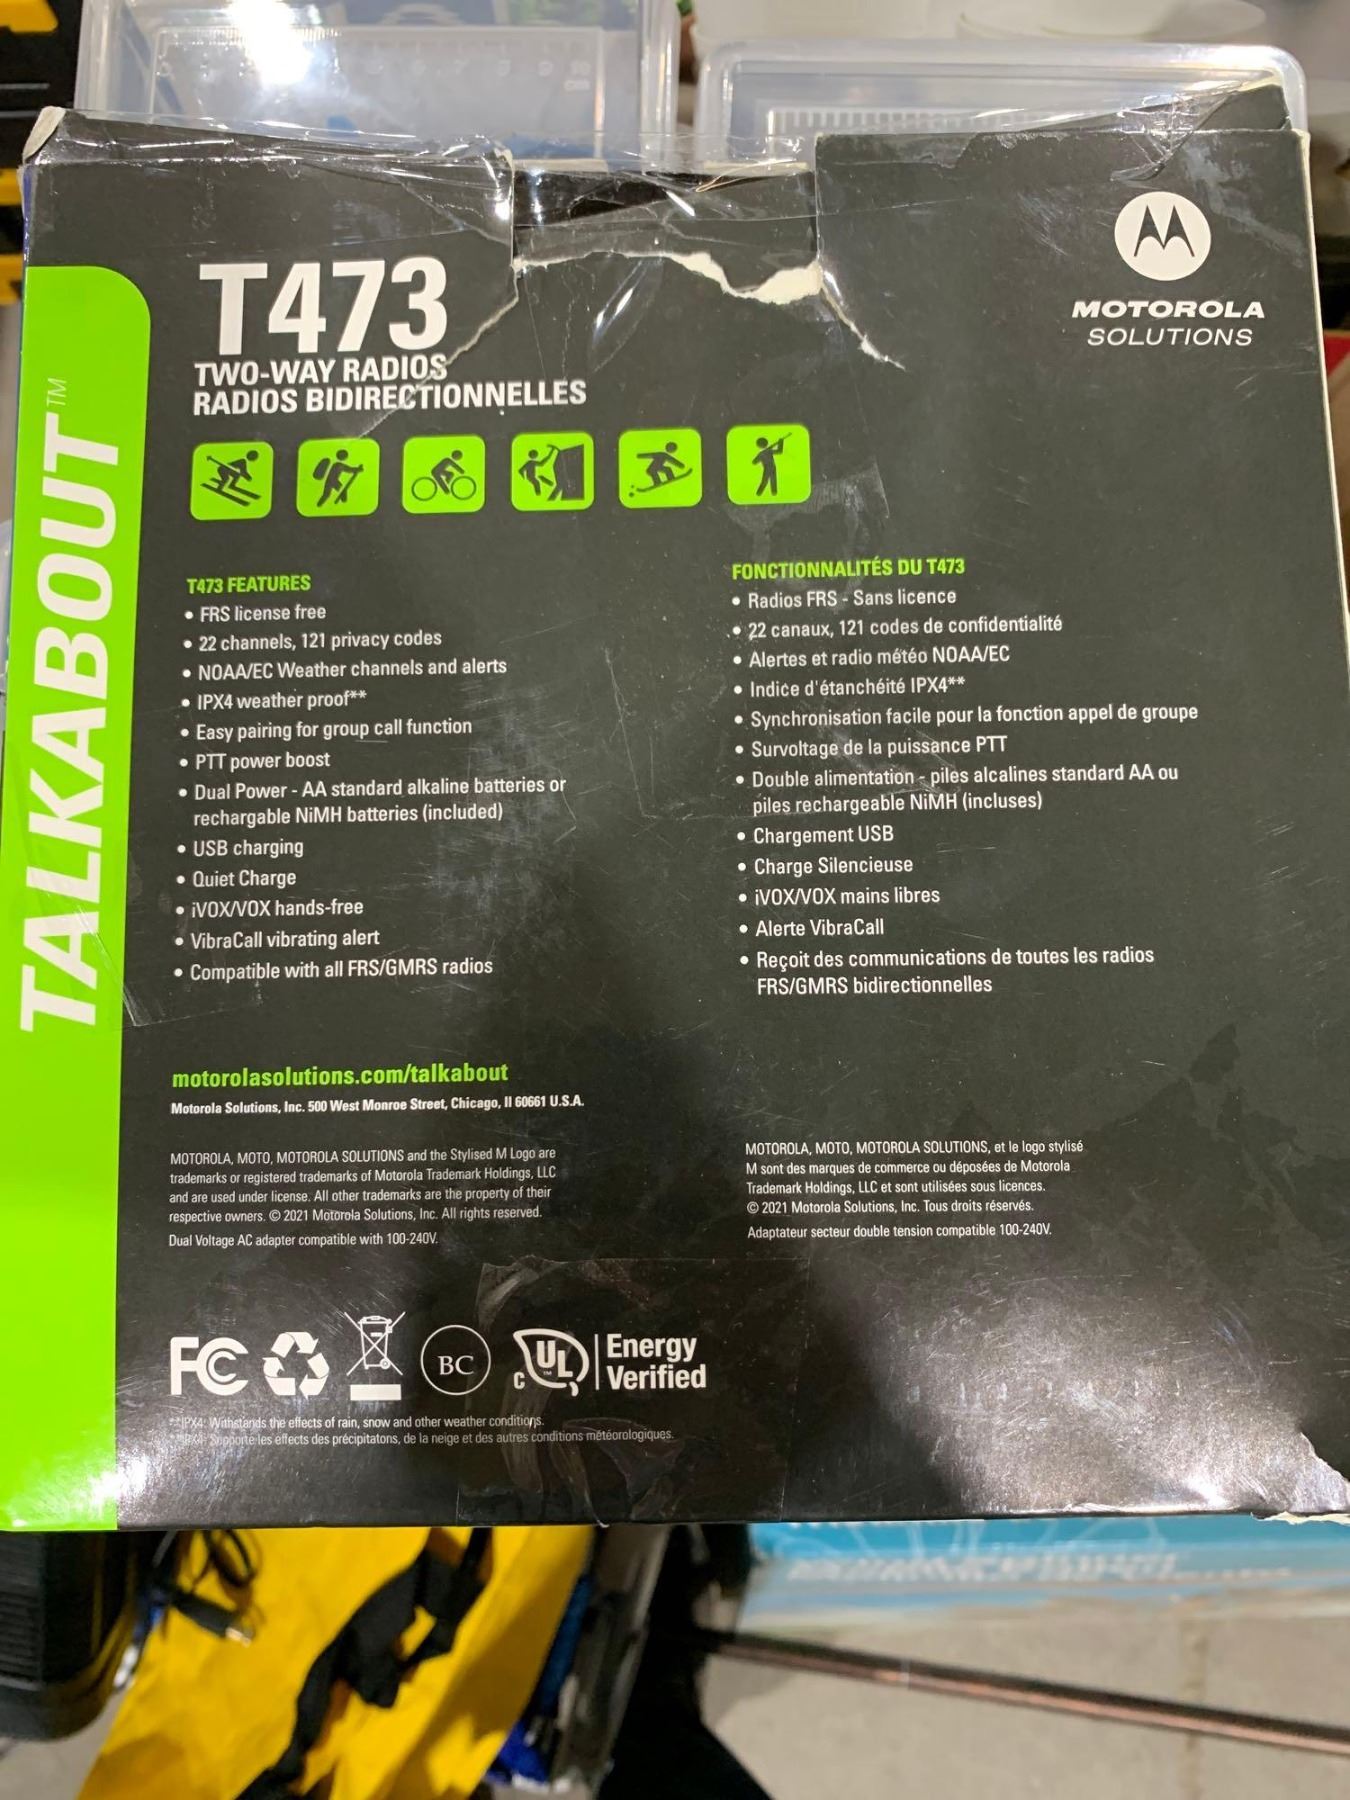 MOTOROLA
SOLUTIONS
TALKABOUT™
T473
TWO-WAY RADIOS
RADIOS BIDIRECTIONNELLES
T473 FEATURES
• FRS license free
• 22 channels, 121 privacy codes
• NOAA/EC Weather channels and alerts
• IPX4 weather proof**
• Easy pairing for group call function
• PTT power boost
• Dual Power - AA standard alkaline batteries or
rechargable NiMH batteries (included)
• USB charging
• Quiet Charge
• iVOX/VOX hands-free
• VibraCall vibrating alert
• Compatible with all FRS/GMRS radios
FONCTIONNALITÉS DU T473
• Radios FRS - Sans licence
• 22 canaux, 121 codes de confidentialité
• Alertes et radio météo NOAA/EC
• Indice d'étanchéité IPX4**
• Synchronisation facile pour la fonction appel de groupe
• Survoltage de la puissance PTT
• Double alimentation - piles alcalines standard AA ou
piles rechargeable NiMH (incluses)
• Chargement USB
• Charge Silencieuse
• iVOX/VOX mains libres
• Alerte VibraCall
• Reçoit des communications de toutes les radios
FRS/GMRS bidirectionnelles
motorolasolutions.com/talkabout
Motorola Solutions, Inc. 500 West Monroe Street, Chicago, Il 60661 U.S.A.
MOTOROLA, MOTO, MOTOROLA SOLUTIONS and the Stylised M Logo are
trademarks or registered trademarks of Motorola Trademark Holdings, LLC
and are used under license. All other trademarks are the property of their
respective owners. © 2021 Motorola Solutions, Inc. All rights reserved.
Dual Voltage AC adapter compatible with 100-240V.
MOTOROLA, MOTO, MOTOROLA SOLUTIONS, et le logo stylisé
M sont des marques de commerce ou déposées de Motorola
Trademark Holdings, LLC et sont utilisées sous licences.
© 2021 Motorola Solutions, Inc. Tous droits réservés.
Adaptateur secteur double tension compatible 100-240V.
FC
BC
c UL
Energy
Verified
**IPX4: Withstands the effects of rain, snow and other weather conditions.
**IPX4: Supporte les effects des précipitatons, de la neige et des autres conditions météorologiques.